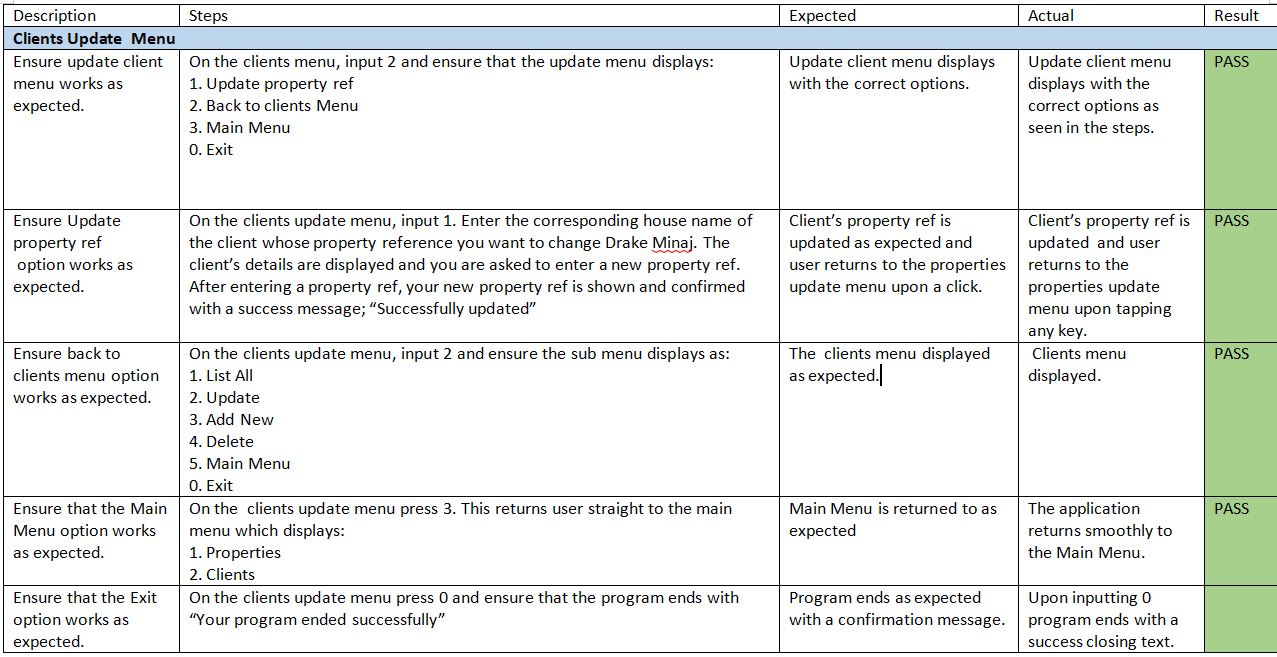 Description Steps Expected Actual Result
Clients Update  Menu
Ensure update client
menu works as
expected.
On the clients menu, input 2 and ensure that the update menu displays:
1. Update property ref
2. Back to clients Menu
3. Main Menu
0. Exit
Update client menu displays
with the correct options.
Update client menu
displays with the
correct options as
seen in the steps.
PASS
Ensure Update
property ref
option works as
expected.
On the clients update menu, input 1. Enter the corresponding house name of
the client whose property reference you want to change Drake Minaj. The
client’s details are displayed and you are asked to enter a new property ref.
After entering a property ref, your new property ref is shown and confirmed
with a success message; “Successfully updated”
Client’s property ref is
updated as expected and
user returns to the properties
update menu upon a click.
Client’s property ref is
updated  and user
returns to the
properties update
menu upon tapping
any key.
PASS
Ensure back to
clients menu option
works as expected.
On the clients update menu, input 2 and ensure the sub menu displays as:
1. List All
2. Update
3. Add New
4. Delete
5. Main Menu
0. Exit
The  clients menu displayed
as expected.
Clients menu
displayed.
PASS
Ensure that the Main
Menu option works
as expected.
On the  clients update menu press 3. This returns user straight to the main
menu which displays:
1. Properties
2. Clients
Main Menu is returned to as
expected
The application
returns smoothly to
the Main Menu.
PASS
Ensure that the Exit
option works as
expected.
On the clients update menu press 0 and ensure that the program ends with
“Your program ended successfully”
Program ends as expected
with a confirmation message.
Upon inputting 0
program ends with a
success closing text.